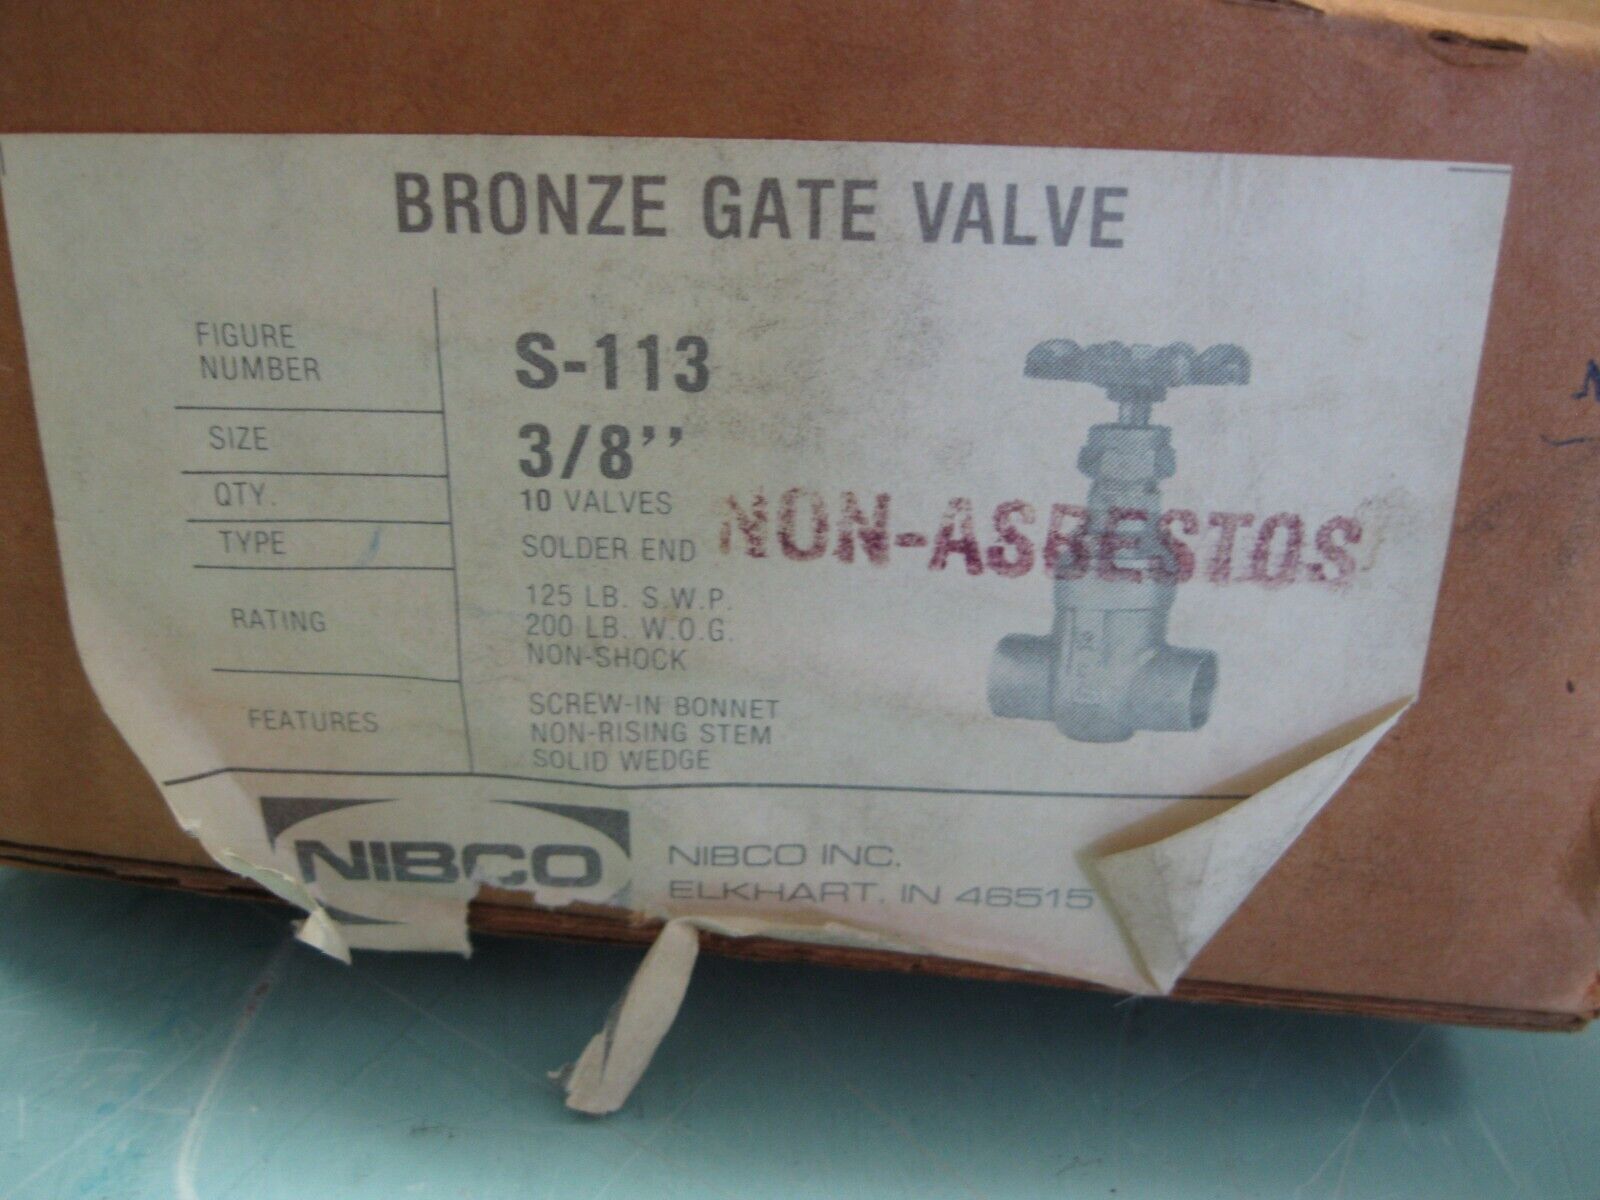 BRONZE GATE VALVE
FIGURE
NUMBER
S-113
SIZE
3/8''
QTY.
10 VALVES
TYPE
SOLDER END
NON-ASBESTOS
RATING
125 LB. S.W.P.
200 LB. W.O.G.
NON-SHOCK
FEATURES
SCREW-IN BONNET
NON-RISING STEM
SOLID WEDGE
NIBCO
NIBCO INC.
ELKHART, IN 46515